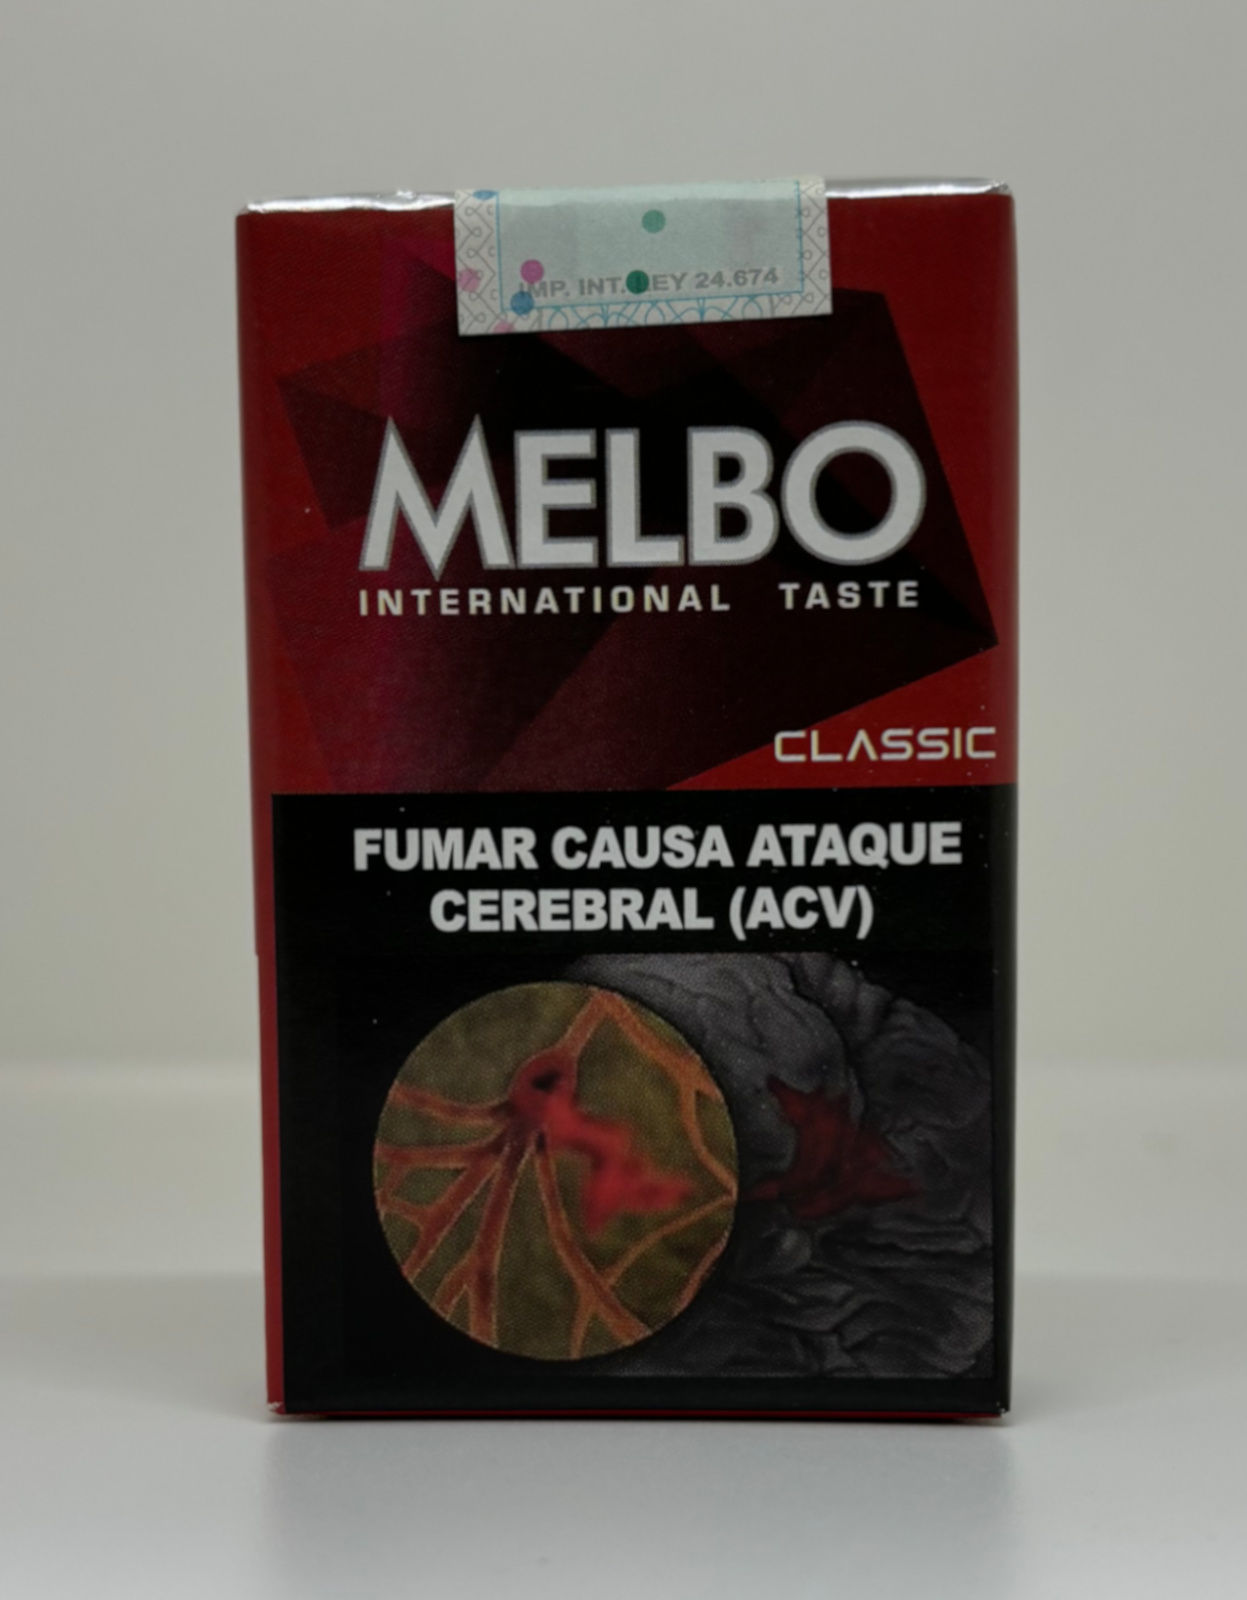 IMP. INT. LEY 24.674
MELBO
INTERNATIONAL TASTE
CLASSIC
FUMAR CAUSA ATAQUE
CEREBRAL (ACV)